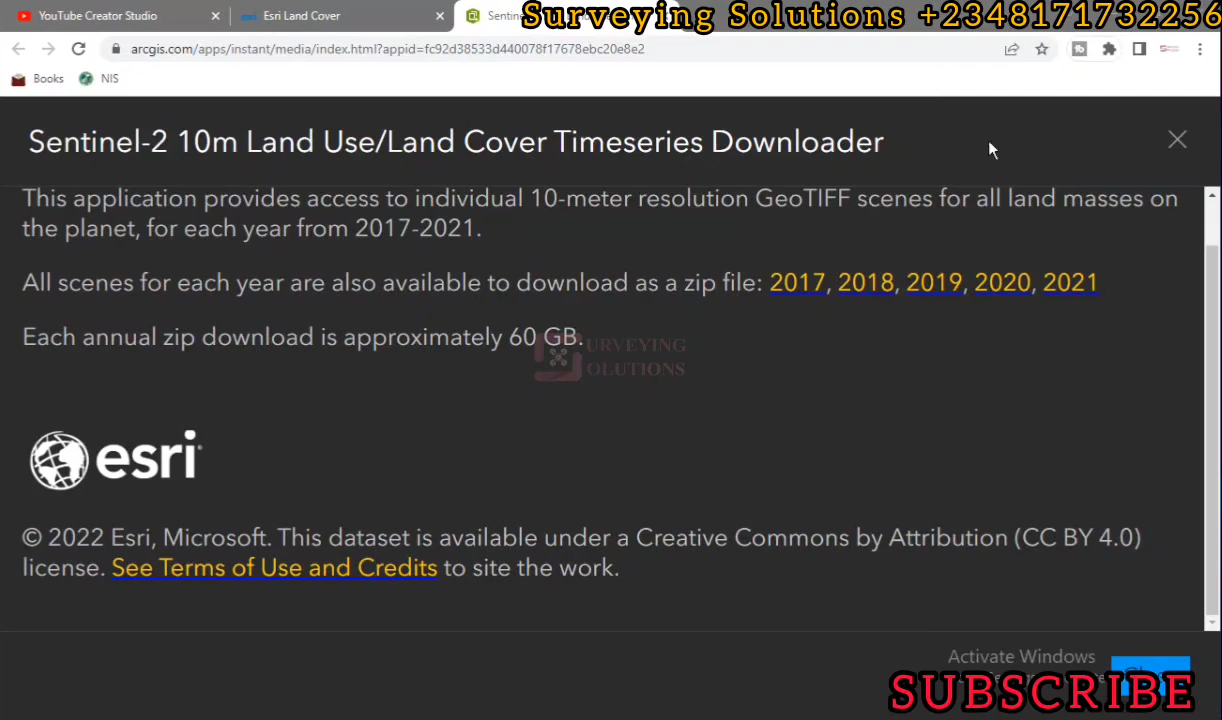 YouTube Creator Studio
Esri Land Cover
Surveying Solutions +2348171732256
arcgis.com/apps/instant/media/index.html?appid=fc92d38533d440078f17678ebc20e8e2
Books
NIS
Sentinel-2 10m Land Use/Land Cover Timeseries Downloader
This application provides access to individual 10-meter resolution GeoTIFF scenes for all land masses on
the planet, for each year from 2017-2021.
All scenes for each year are also available to download as a zip file: 2017, 2018, 2019, 2020, 2021
Each annual zip download is approximately 60 GB.
SURVEYING
SOLUTIONS
esri
© 2022 Esri, Microsoft. This dataset is available under a Creative Commons by Attribution (CC BY 4.0)
license. See Terms of Use and Credits to site the work.
Activate Windows
SUBSCRIBE